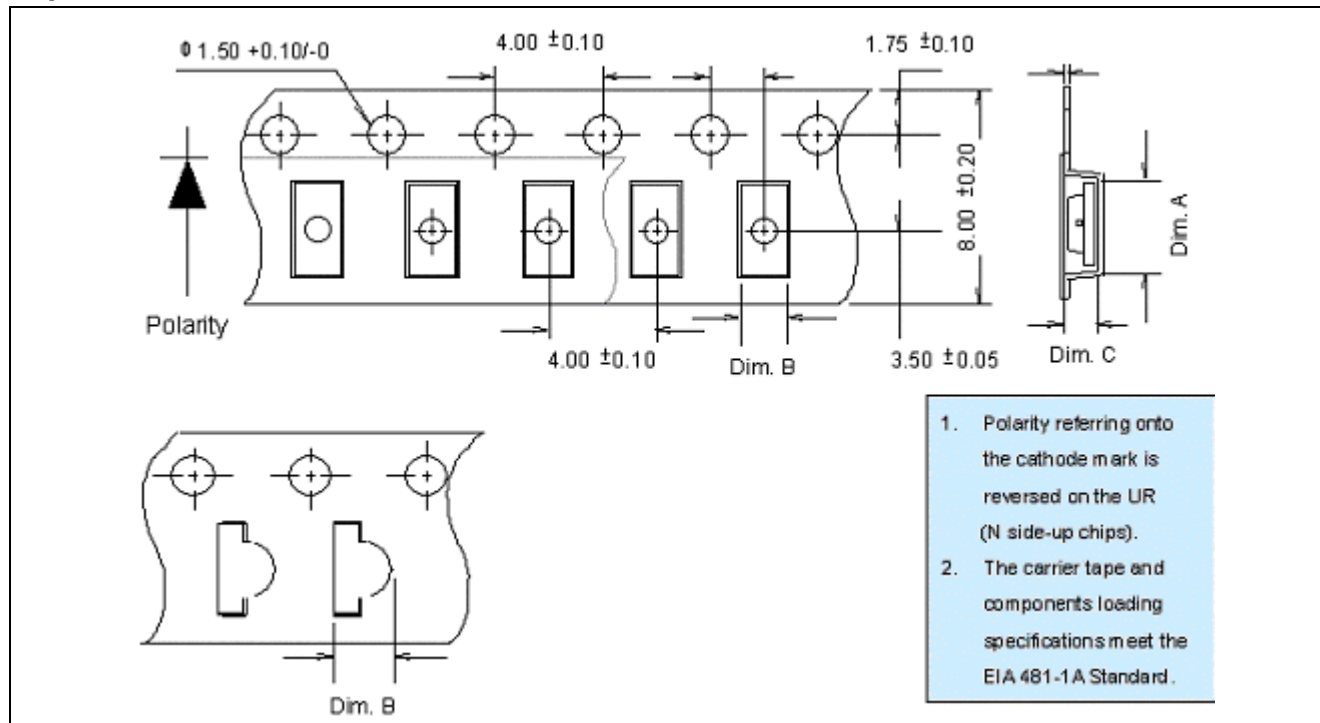 Φ 1.50 +0.10/-0
4.00 ±0.10
1.75 ±0.10
8.00 ±0.20
Dim. A
Polarity
4.00 ±0.10
Dim. B
3.50 ±0.05
Dim. C
Dim. B
1. Polarity referring onto
the cathode mark is
reversed on the UR
(N side-up chips).
2. The carrier tape and
components loading
specifications meet the
EIA 481-1A Standard.